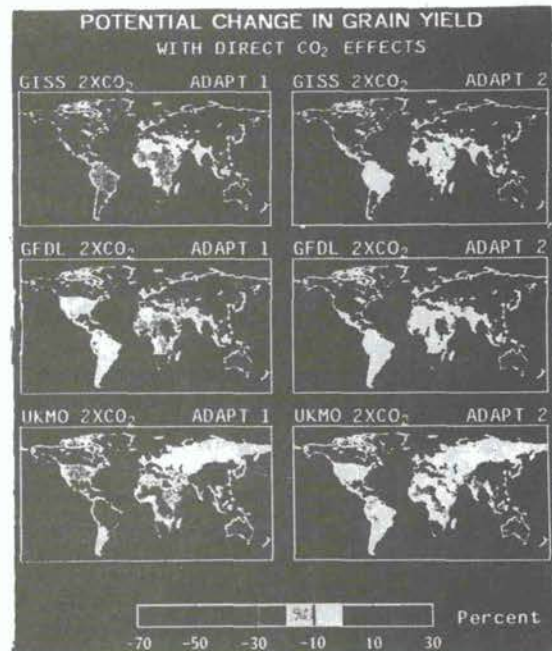 POTENTIAL CHANGE IN GRAIN YIELD
WITH DIRECT CO₂ EFFECTS
GISS 2XCO₂ ADAPT 1
GISS 2XCO₂ ADAPT 2
GFDL 2XCO₂ ADAPT 1
GFDL 2XCO₂ ADAPT 2
UKMO 2XCO₂ ADAPT 1
UKMO 2XCO₂ ADAPT 2
Percent
-70 -50 -30 -10 10 30